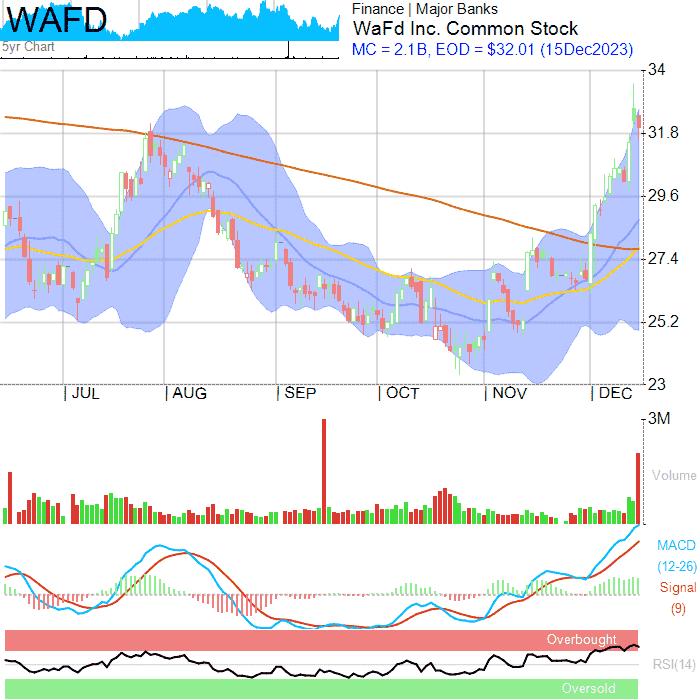 WAFD
5yr Chart
Finance | Major Banks
WaFd Inc. Common Stock
MC = 2.1B, EOD = $32.01 (15Dec2023)
34
31.8
29.6
27.4
25.2
23
| JUL | AUG | SEP | OCT | NOV | DEC
3M
Volume
MACD
(12-26)
Signal
(9)
Overbought
RSI(14)
Oversold